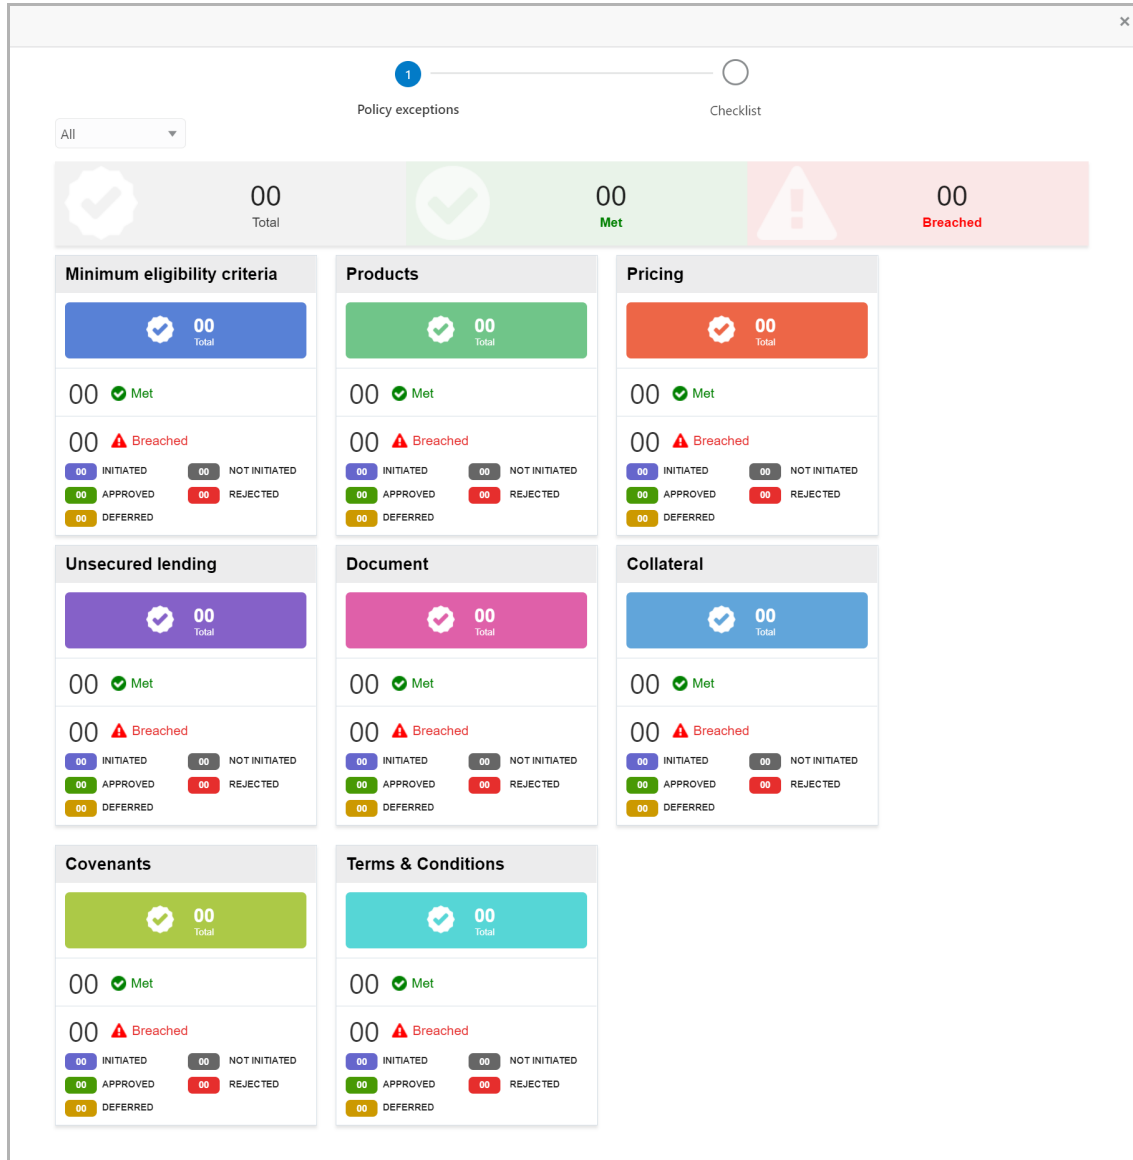 ×
1
Policy exceptions
Checklist
All
00
Total
00
Met
00
Breached
Minimum eligibility criteria
00
Total
00 Met
00 Breached
00 INITIATED 00 NOT INITIATED
00 APPROVED 00 REJECTED
00 DEFERRED
Products
00
Total
00 Met
00 Breached
00 INITIATED 00 NOT INITIATED
00 APPROVED 00 REJECTED
00 DEFERRED
Pricing
00
Total
00 Met
00 Breached
00 INITIATED 00 NOT INITIATED
00 APPROVED 00 REJECTED
00 DEFERRED
Unsecured lending
00
Total
00 Met
00 Breached
00 INITIATED 00 NOT INITIATED
00 APPROVED 00 REJECTED
00 DEFERRED
Document
00
Total
00 Met
00 Breached
00 INITIATED 00 NOT INITIATED
00 APPROVED 00 REJECTED
00 DEFERRED
Collateral
00
Total
00 Met
00 Breached
00 INITIATED 00 NOT INITIATED
00 APPROVED 00 REJECTED
00 DEFERRED
Covenants
00
Total
00 Met
00 Breached
00 INITIATED 00 NOT INITIATED
00 APPROVED 00 REJECTED
00 DEFERRED
Terms & Conditions
00
Total
00 Met
00 Breached
00 INITIATED 00 NOT INITIATED
00 APPROVED 00 REJECTED
00 DEFERRED